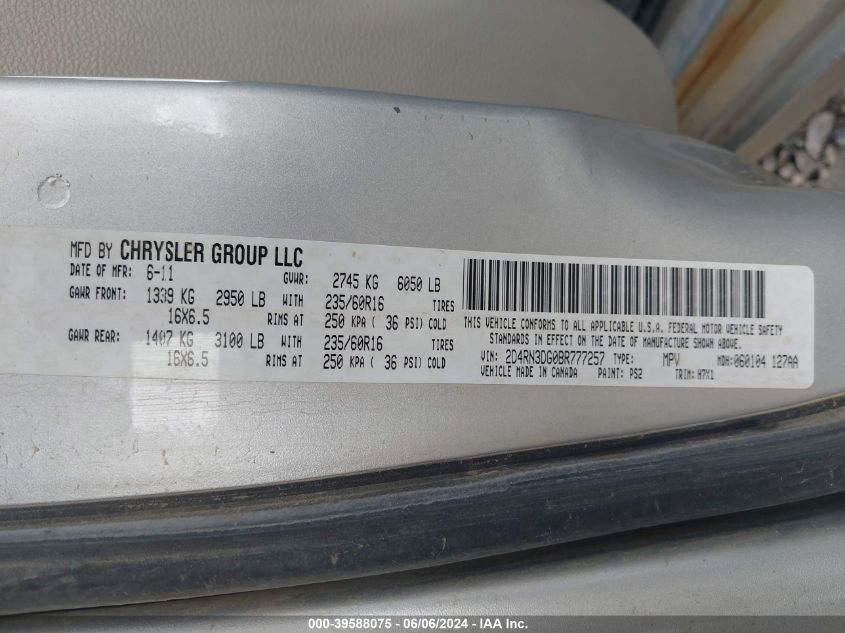 MFD BY CHRYSLER GROUP LLC
DATE OF MFR: 6-11 GVWR: 2745 KG 6050 LB
GAWR FRONT: 1339 KG 2950 LB WITH 235/60R16 TIRES
16X6.5 RIMS AT 250 KPA ( 36 PSI) COLD
GAWR REAR: 1407 KG 3100 LB WITH 235/60R16 TIRES
16X6.5 RIMS AT 250 KPA ( 36 PSI) COLD
THIS VEHICLE CONFORMS TO ALL APPLICABLE U.S.A. FEDERAL MOTOR VEHICLE SAFETY
STANDARDS IN EFFECT ON THE DATE OF MANUFACTURE SHOWN ABOVE.
VIN: 2D4RN3DG0BR777257 TYPE: MPV MDH: 060104 127AA
VEHICLE MADE IN CANADA PAINT: PS2 TRIM: H7X1
000-39588075 - 06/06/2024 - IAA Inc.